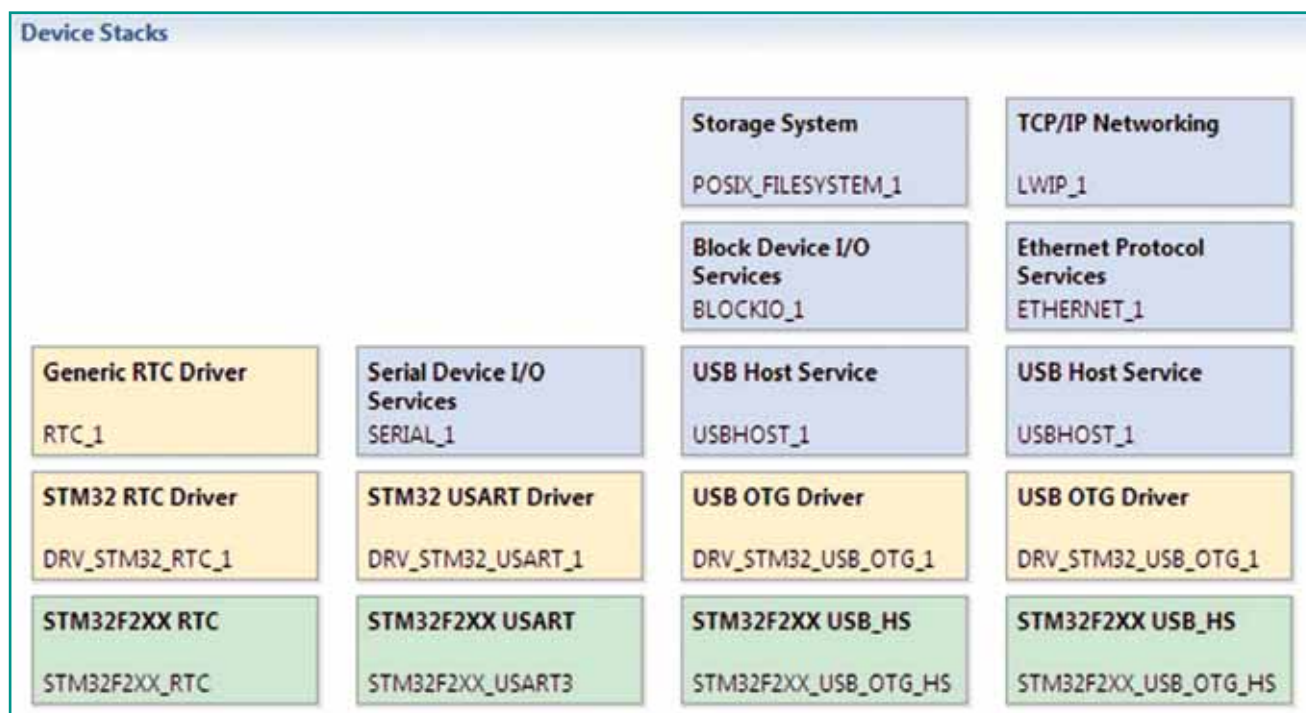 Device Stacks
Storage System
POSIX_FILESYSTEM_1
TCP/IP Networking
LWIP_1
Block Device I/O
Services
BLOCKIO_1
Ethernet Protocol
Services
ETHERNET_1
Generic RTC Driver
RTC_1
Serial Device I/O
Services
SERIAL_1
USB Host Service
USBHOST_1
USB Host Service
USBHOST_1
STM32 RTC Driver
DRV_STM32_RTC_1
STM32 USART Driver
DRV_STM32_USART_1
USB OTG Driver
DRV_STM32_USB_OTG_1
USB OTG Driver
DRV_STM32_USB_OTG_1
STM32F2XX RTC
STM32F2XX_RTC
STM32F2XX USART
STM32F2XX_USART3
STM32F2XX USB_HS
STM32F2XX_USB_OTG_HS
STM32F2XX USB_HS
STM32F2XX_USB_OTG_HS